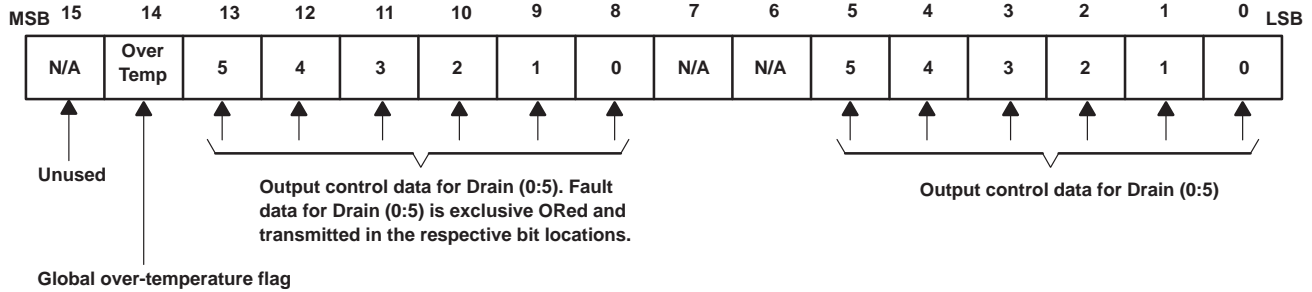 MSB 15 14 13 12 11 10 9 8 7 6 5 4 3 2 1 0 LSB
N/A Over Temp 5 4 3 2 1 0 N/A N/A 5 4 3 2 1 0
Unused
Output control data for Drain (0:5). Fault
data for Drain (0:5) is exclusive ORed and
transmitted in the respective bit locations.
Output control data for Drain (0:5)
Global over-temperature flag